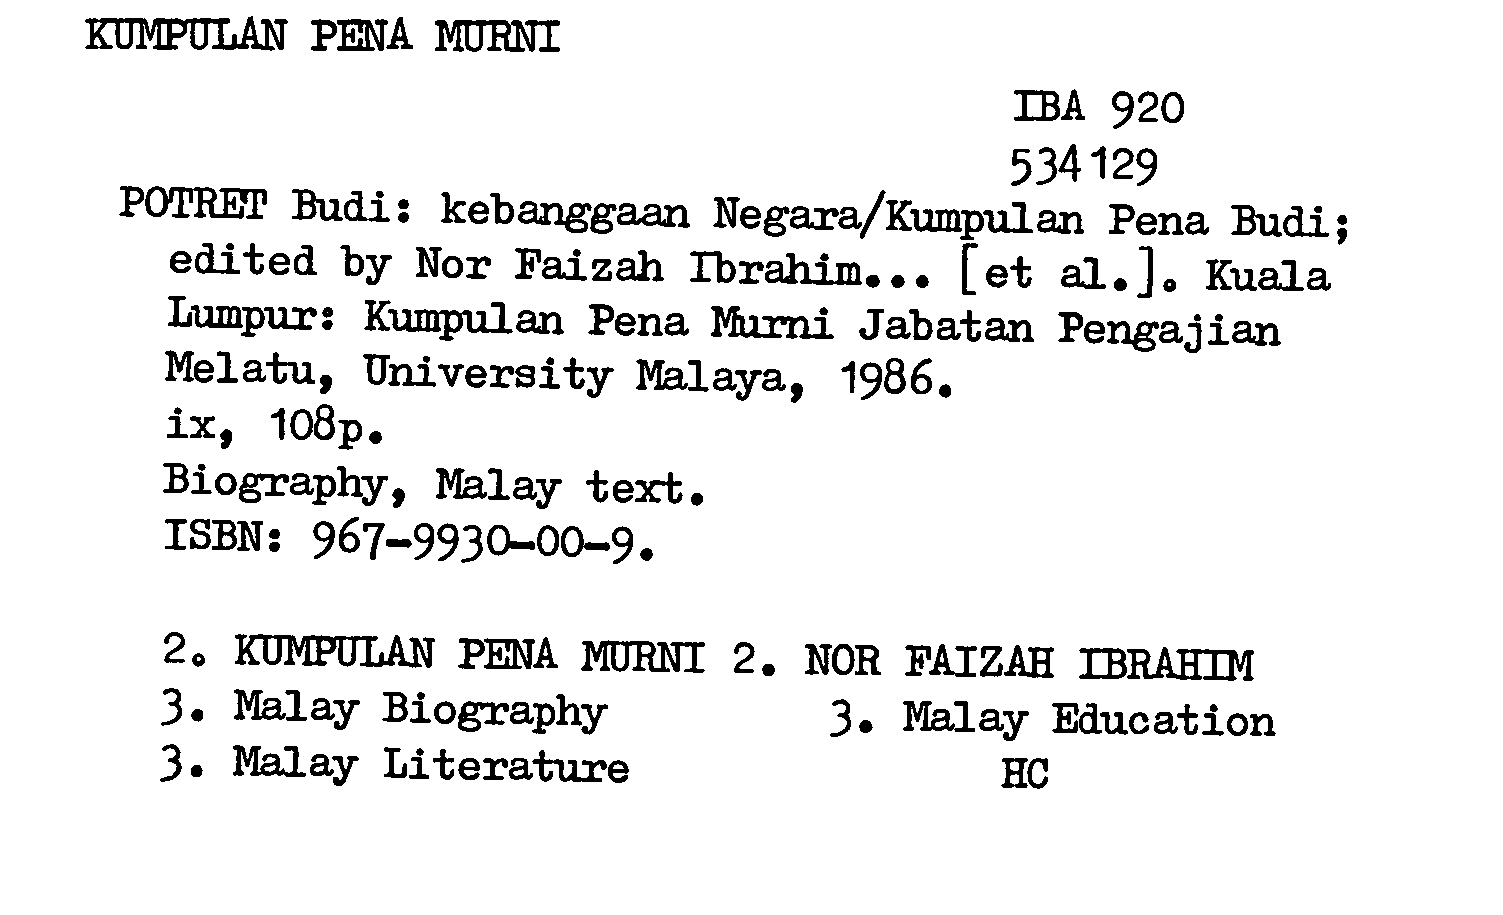 KUMPULAN PENA MURNI
IBA 920
534129
POTRET Budi: kebanggaan Negara/Kumpulan Pena Budi;
edited by Nor Faizah Ibrahim... [et al.]. Kuala
Lumpur: Kumpulan Pena Murni Jabatan Pengajian
Melatu, University Malaya, 1986.
ix, 108p.
Biography, Malay text.
ISBN: 967-9930-00-9.
2. KUMPULAN PENA MURNI 2. NOR FAIZAH IBRAHIM
3. Malay Biography 3. Malay Education
3. Malay Literature HC